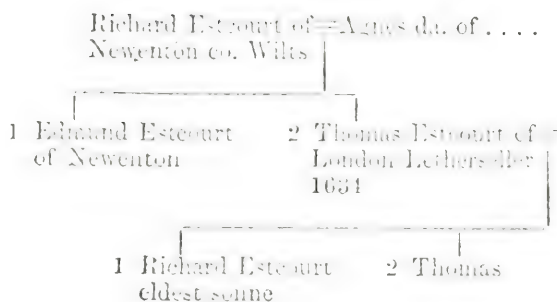 Richard Estcourt of=Agnes da. of ....
Newenton co. Wilts
1 Edmund Estcourt
of Newenton
2 Thomas Estcourt of
London Letherseller
1634
1 Richard Estcourt
eldest sonne
2 Thomas